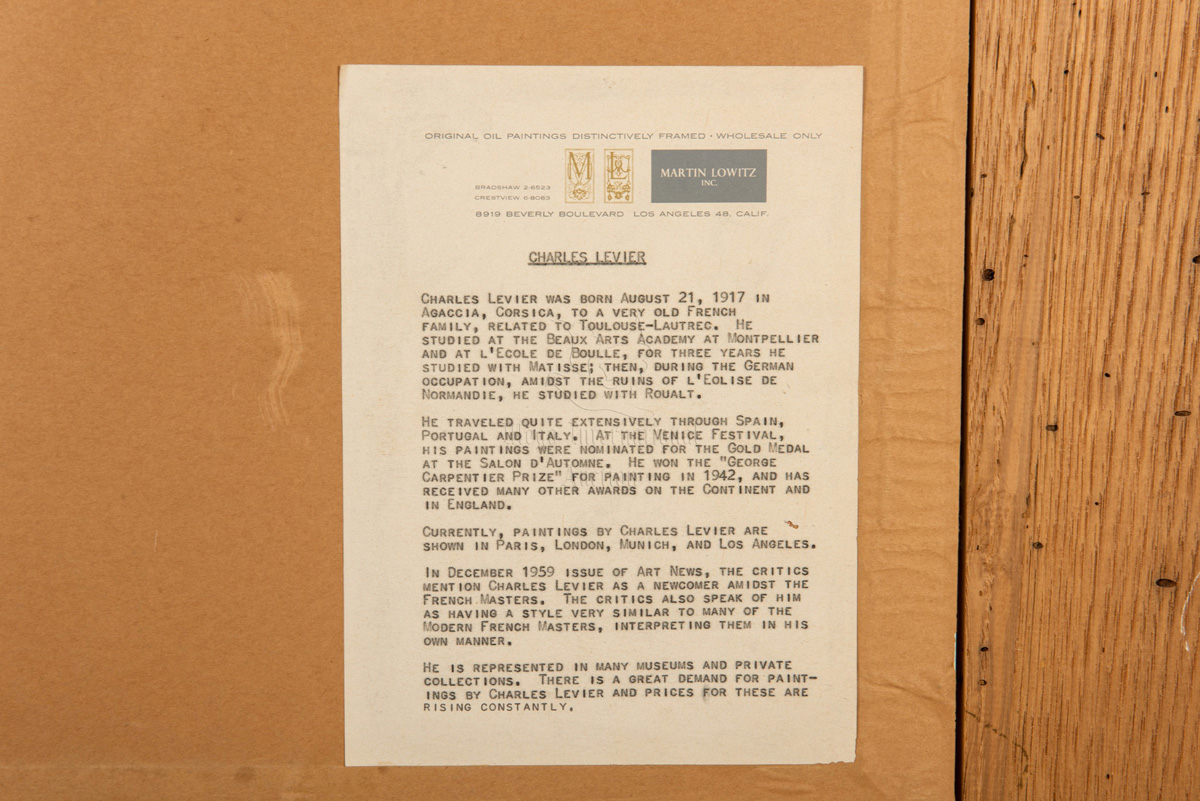 ORIGINAL OIL PAINTINGS DISTINCTIVELY FRAMED • WHOLESALE ONLY
BRADSHAW 2-6523
CRESTVIEW 6-8063
M L
MARTIN LOWITZ
INC.
8919 BEVERLY BOULEVARD LOS ANGELES 48, CALIF.
CHARLES LEVIER
CHARLES LEVIER WAS BORN AUGUST 21, 1917 IN
AGACCIA, CORSICA, TO A VERY OLD FRENCH
FAMILY, RELATED TO TOULOUSE-LAUTREC. HE
STUDIED AT THE BEAUX ARTS ACADEMY AT MONTPELLIER
AND AT L'ECOLE DE BOULLE, FOR THREE YEARS HE
STUDIED WITH MATISSE; THEN, DURING THE GERMAN
OCCUPATION, AMIDST THE RUINS OF L'EOLISE DE
NORMANDIE, HE STUDIED WITH ROUALT.
HE TRAVELED QUITE EXTENSIVELY THROUGH SPAIN,
PORTUGAL AND ITALY. AT THE VENICE FESTIVAL,
HIS PAINTINGS WERE NOMINATED FOR THE GOLD MEDAL
AT THE SALON D'AUTOMNE. HE WON THE "GEORGE
CARPENTIER PRIZE" FOR PAINTING IN 1942, AND HAS
RECEIVED MANY OTHER AWARDS ON THE CONTINENT AND
IN ENGLAND.
CURRENTLY, PAINTINGS BY CHARLES LEVIER ARE
SHOWN IN PARIS, LONDON, MUNICH, AND LOS ANGELES.
IN DECEMBER 1959 ISSUE OF ART NEWS, THE CRITICS
MENTION CHARLES LEVIER AS A NEWCOMER AMIDST THE
FRENCH MASTERS. THE CRITICS ALSO SPEAK OF HIM
AS HAVING A STYLE VERY SIMILAR TO MANY OF THE
MODERN FRENCH MASTERS, INTERPRETING THEM IN HIS
OWN MANNER.
HE IS REPRESENTED IN MANY MUSEUMS AND PRIVATE
COLLECTIONS. THERE IS A GREAT DEMAND FOR PAINT-
INGS BY CHARLES LEVIER AND PRICES FOR THESE ARE
RISING CONSTANTLY.